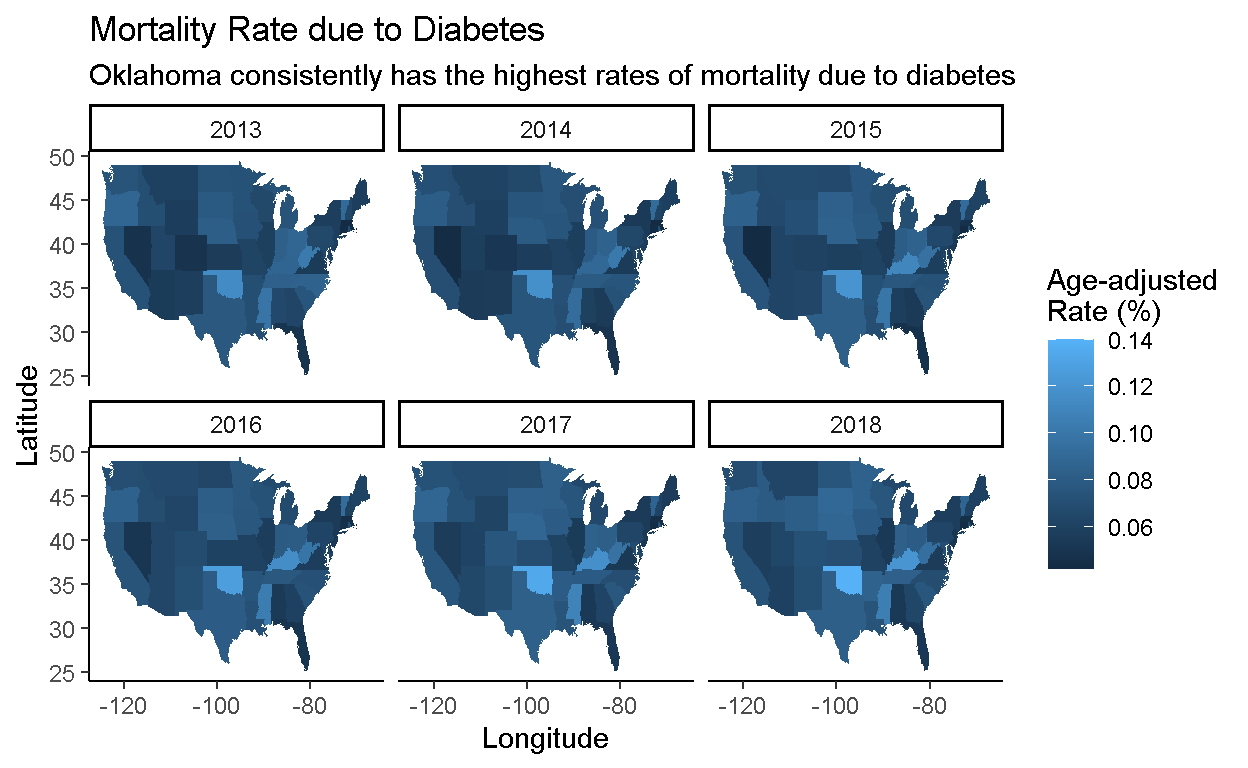 Mortality Rate due to Diabetes
Oklahoma consistently has the highest rates of mortality due to diabetes
2013 2014 2015
50
45
40
35
30
25
Latitude
2016 2017 2018
50
45
40
35
30
25
-120 -100 -80 -120 -100 -80 -120 -100 -80
Longitude
Age-adjusted
Rate (%)
0.14
0.12
0.10
0.08
0.06